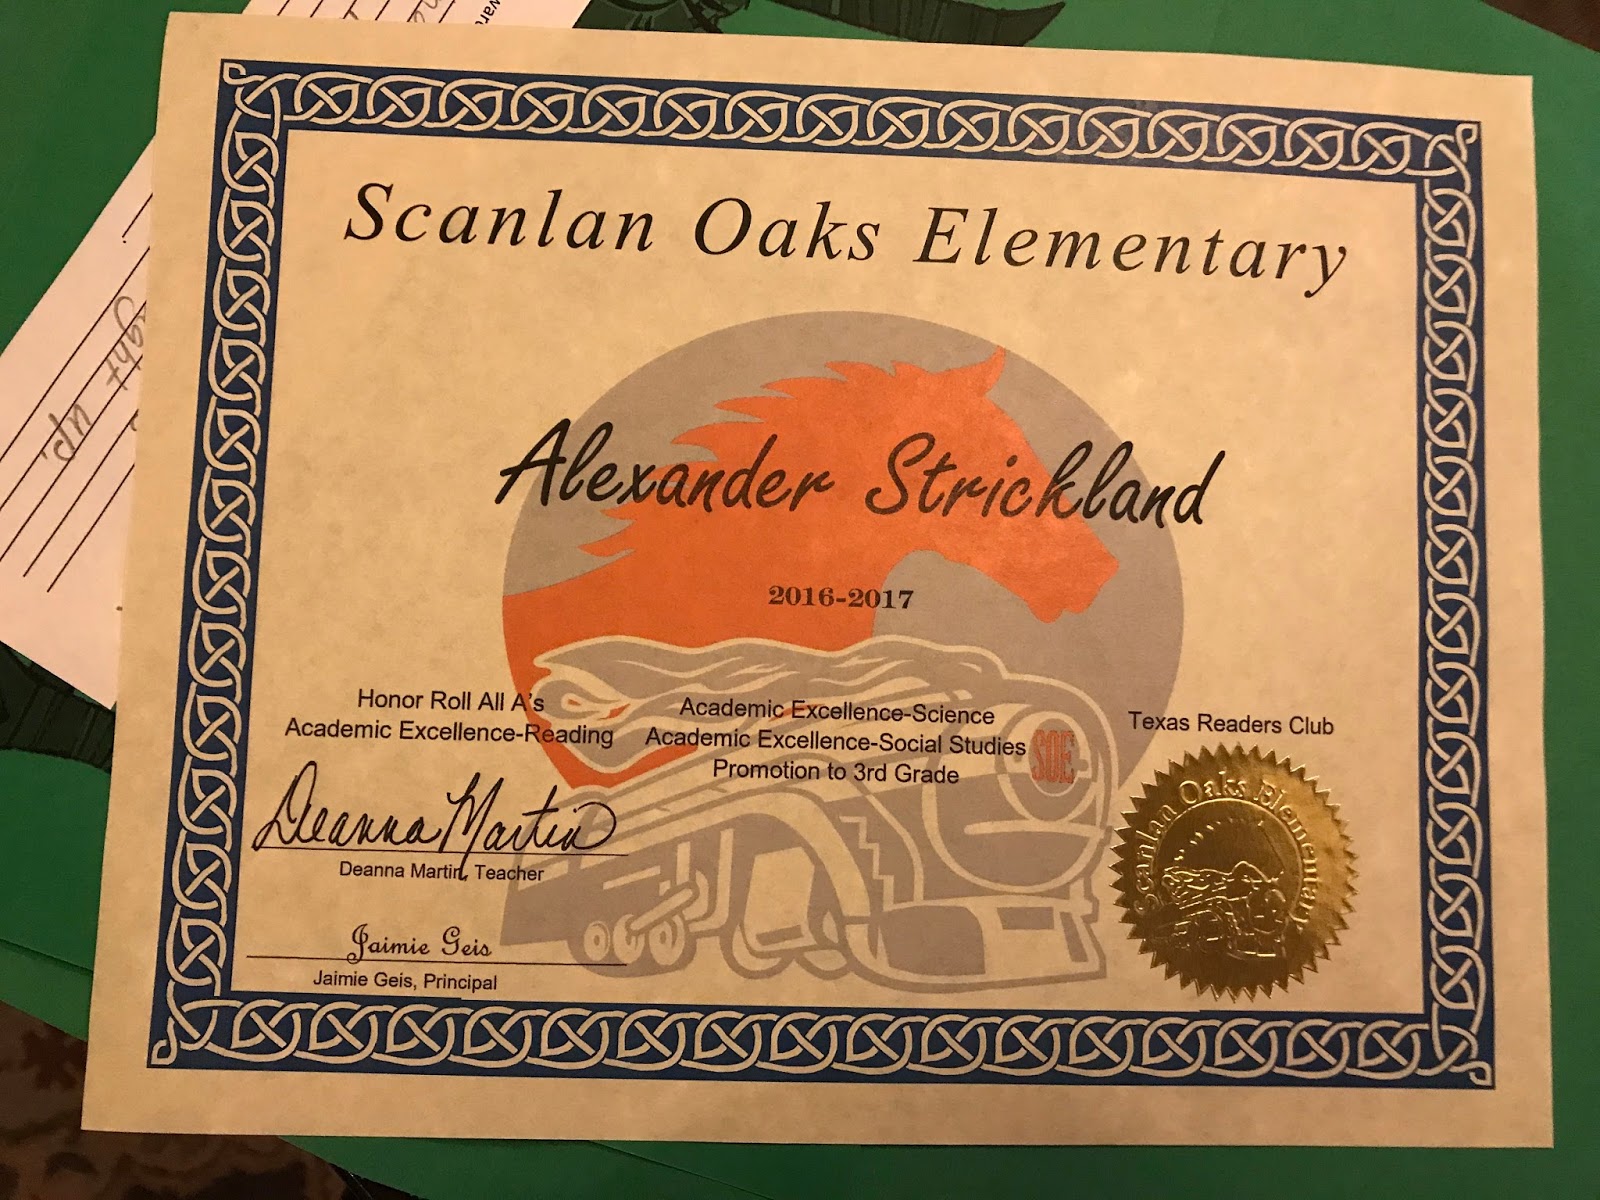 Scanlan Oaks Elementary
Alexander Strickland
2016-2017
Honor Roll All A's
Academic Excellence-Reading
Academic Excellence-Science
Academic Excellence-Social Studies
Promotion to 3rd Grade
Texas Readers Club
SOE
Deanna Martin
Deanna Martin, Teacher
Jaimie Geis
Jaimie Geis, Principal
Scanlan Oaks Elementary
up.